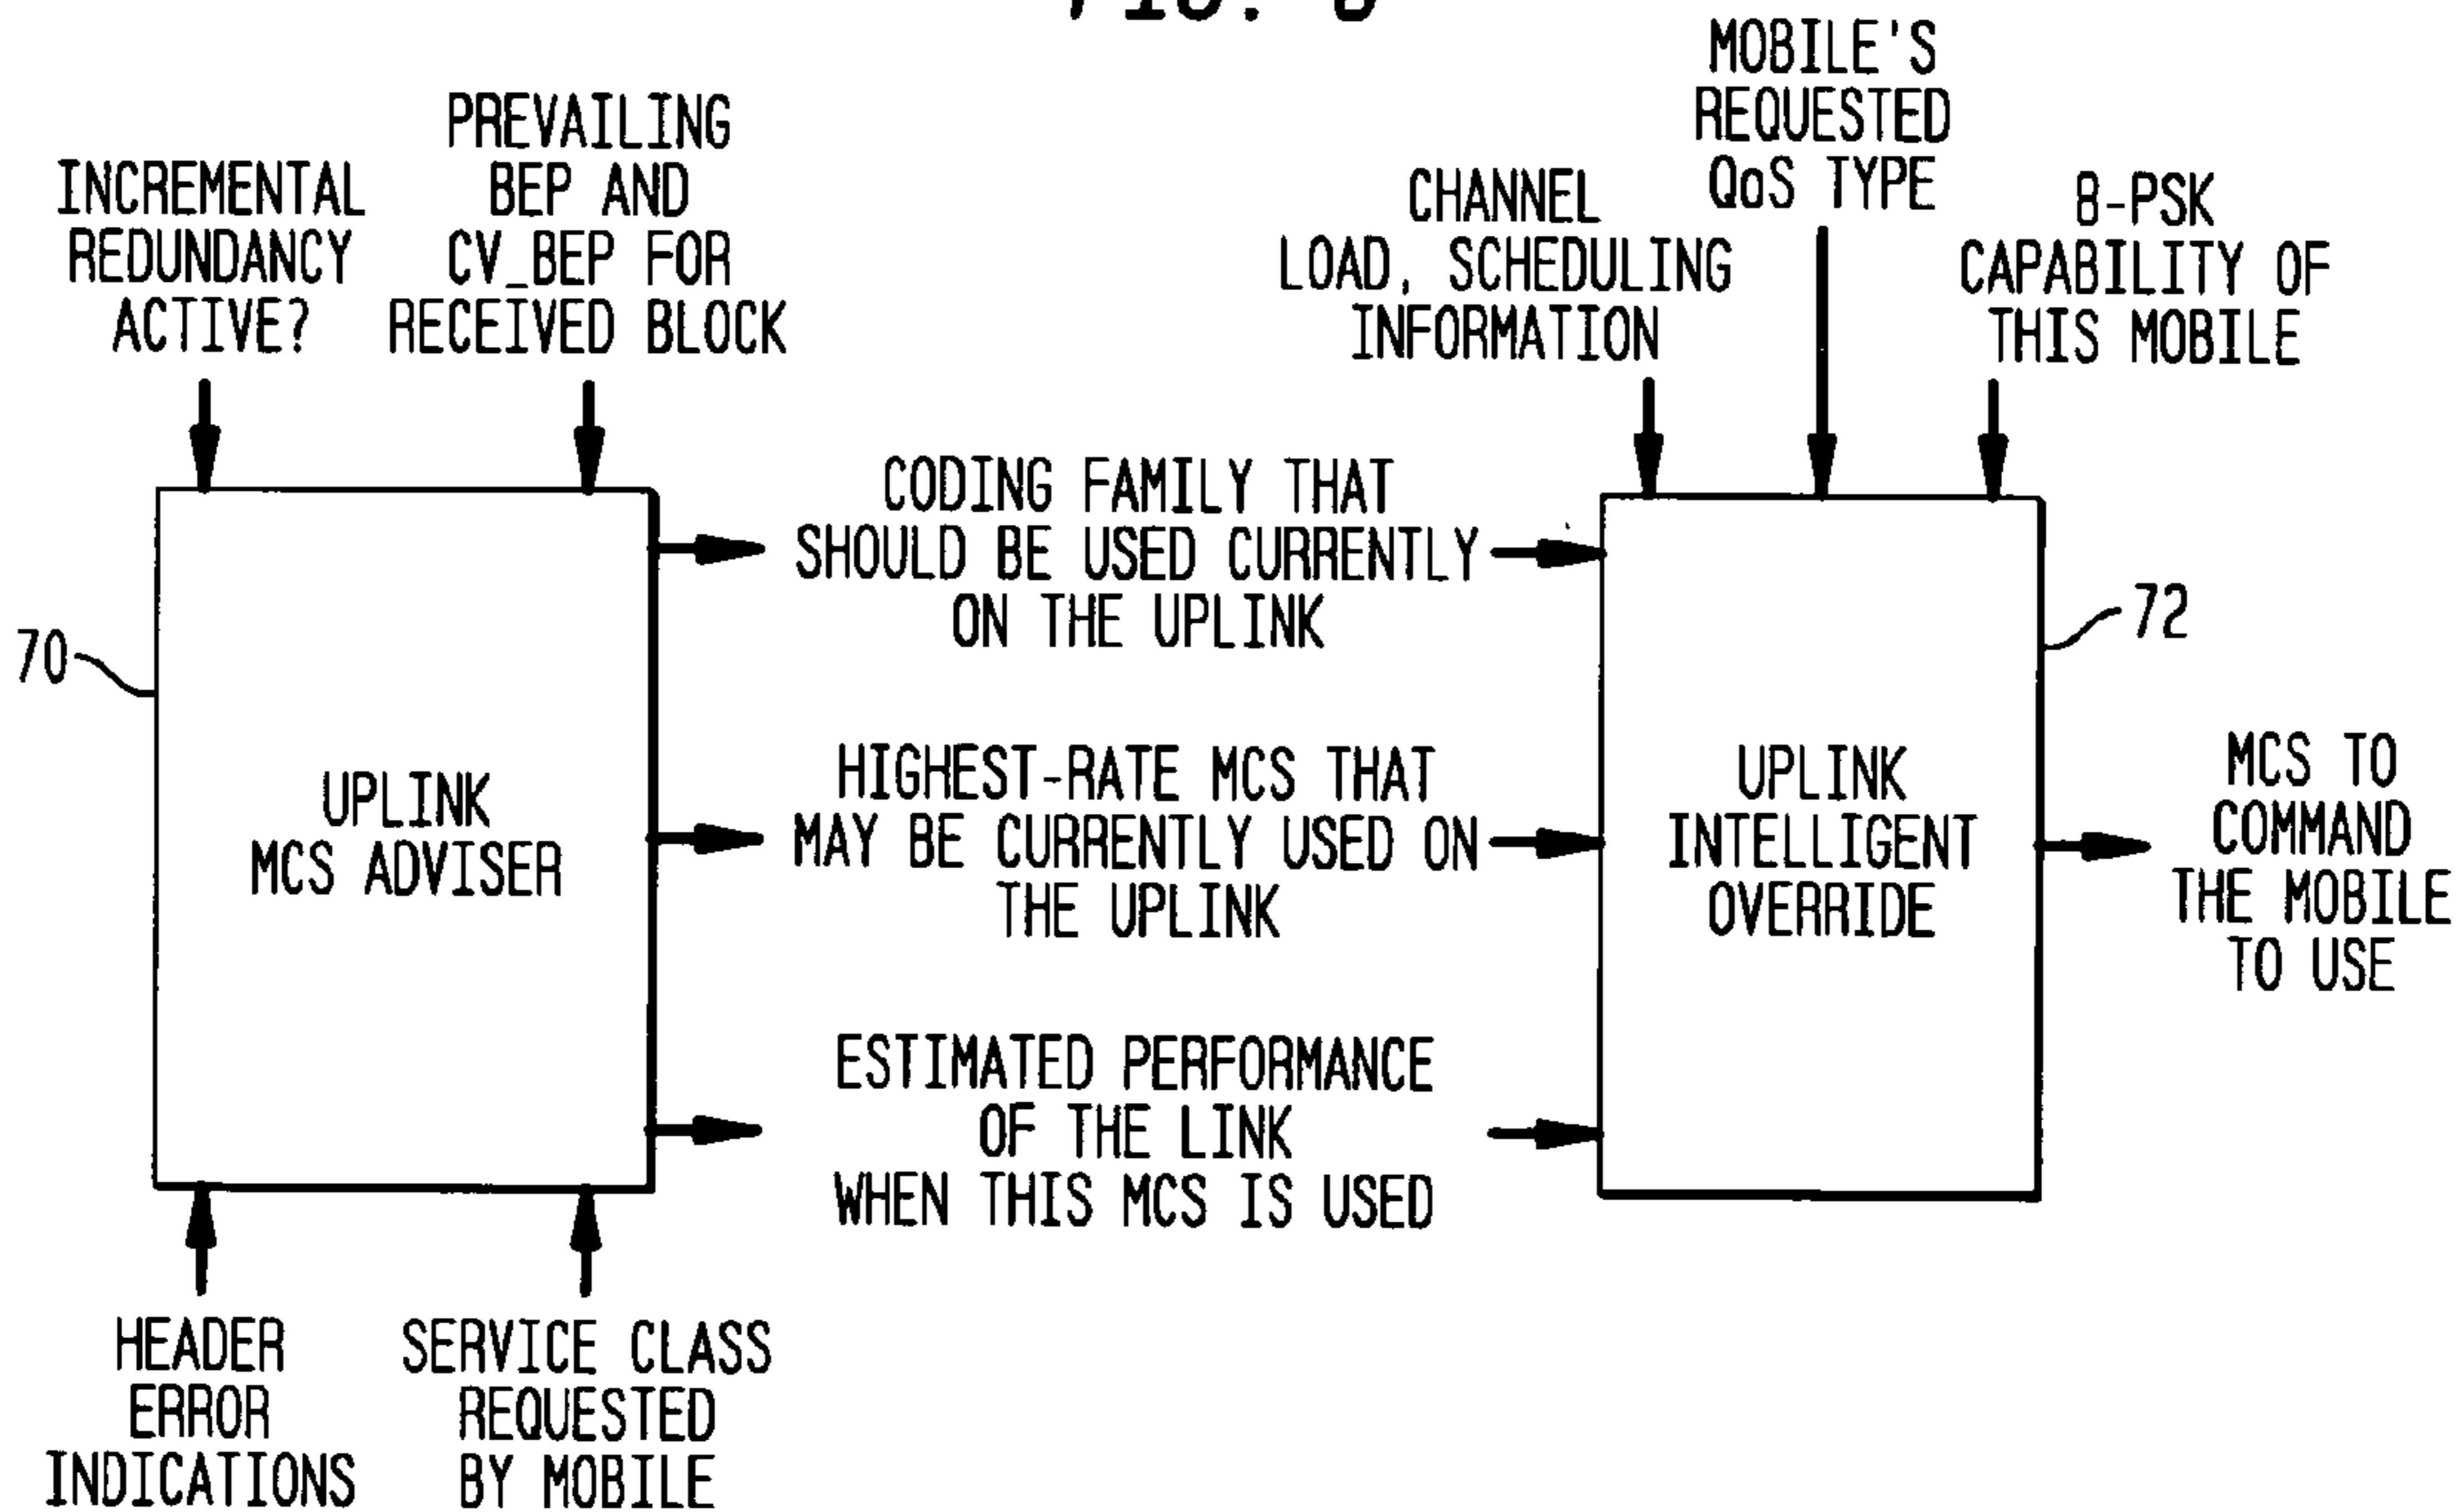 INCREMENTAL
REDUNDANCY
ACTIVE?
PREVAILING
BEP AND
CV_BEP FOR
RECEIVED BLOCK
CHANNEL
LOAD, SCHEDULING
INFORMATION
MOBILE'S
REQUESTED
QoS TYPE
8-PSK
CAPABILITY OF
THIS MOBILE
70
UPLINK
MCS ADVISER
CODING FAMILY THAT
SHOULD BE USED CURRENTLY
ON THE UPLINK
HIGHEST-RATE MCS THAT
MAY BE CURRENTLY USED ON
THE UPLINK
ESTIMATED PERFORMANCE
OF THE LINK
WHEN THIS MCS IS USED
72
UPLINK
INTELLIGENT
OVERRIDE
MCS TO
COMMAND
THE MOBILE
TO USE
HEADER
ERROR
INDICATIONS
SERVICE CLASS
REQUESTED
BY MOBILE